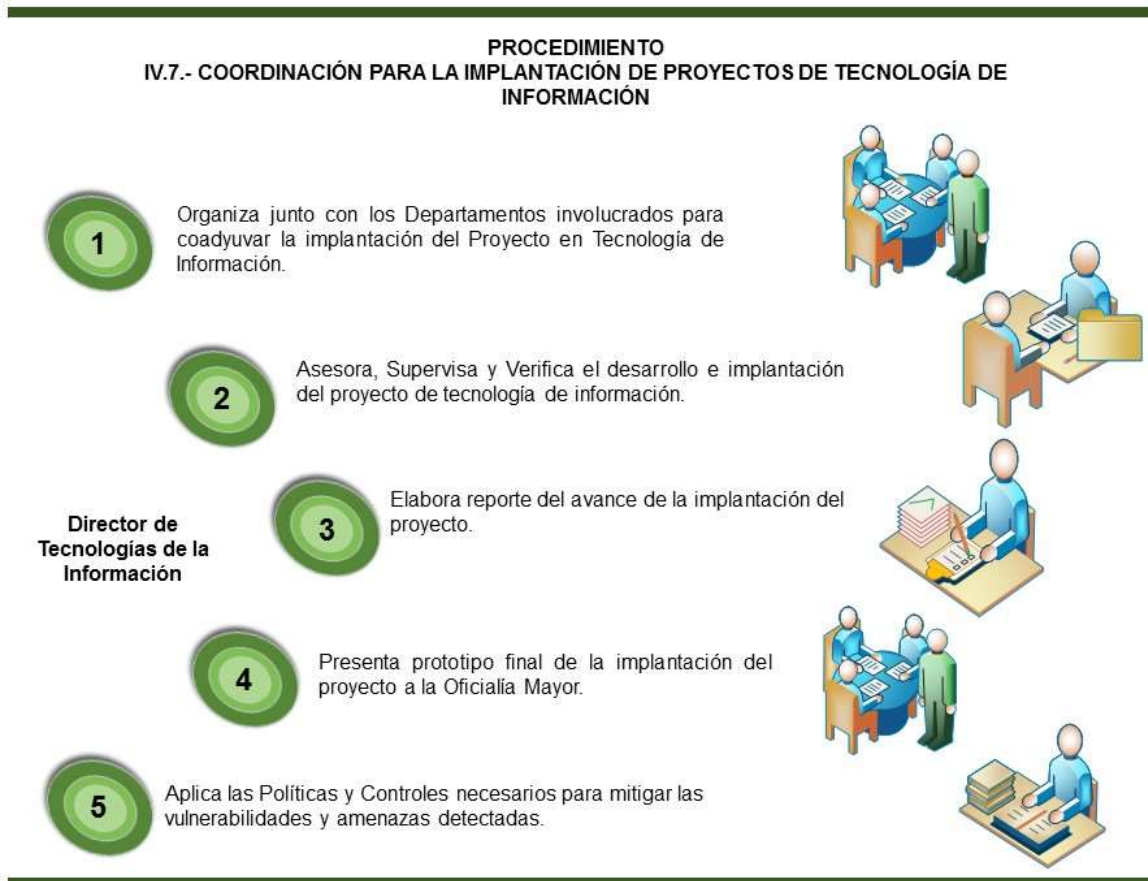 PROCEDIMIENTO
IV.7.- COORDINACIÓN PARA LA IMPLANTACIÓN DE PROYECTOS DE TECNOLOGÍA DE
INFORMACIÓN
1
Organiza junto con los Departamentos involucrados para
coadyuvar la implantación del Proyecto en Tecnología de
Información.
2
Asesora, Supervisa y Verifica el desarrollo e implantación
del proyecto de tecnología de información.
3
Elabora reporte del avance de la implantación del
proyecto.
Director de
Tecnologías de la
Información
4
Presenta prototipo final de la implantación del
proyecto a la Oficialía Mayor.
5
Aplica las Políticas y Controles necesarios para mitigar las
vulnerabilidades y amenazas detectadas.